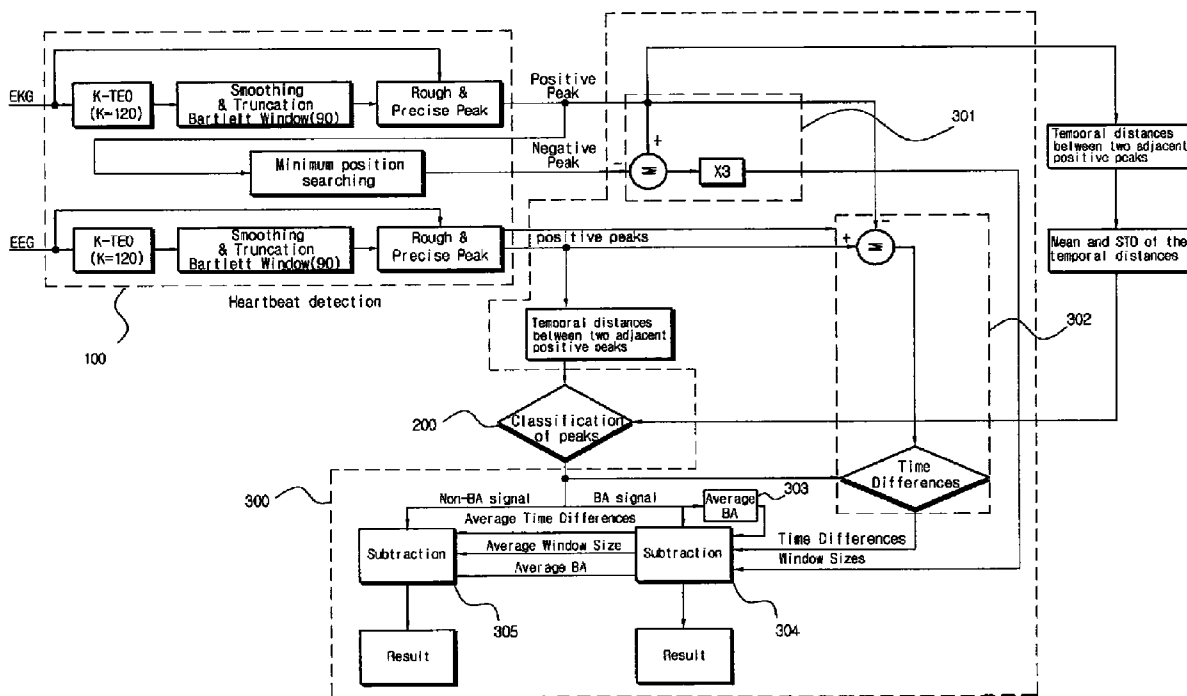 EKG
K-TEO
(K=120)
Smoothing
& Truncation
Bartlett Window(90)
Rough &
Precise Peak
Positive
Peak
Minimum position
searching
Negative
Peak
+
-
X3
301
Temporal distances
between two adjacent
positive peaks
EEG
K-TEO
(K=120)
Smoothing
& Truncation
Bartlett Window(90)
Rough &
Precise Peak
positive peaks
+
-
Mean and STD of the
temporal distances
Heartbeat detection
100
302
Temporal distances
between two adjacent
positive peaks
200
Classification
of peaks
Time
Differences
300
Non-BA signal
BA signal
303
Average
BA
Average Time Differences
Time Differences
Subtraction
Average Window Size
Subtraction
Window Sizes
Average BA
305
304
Result
Result